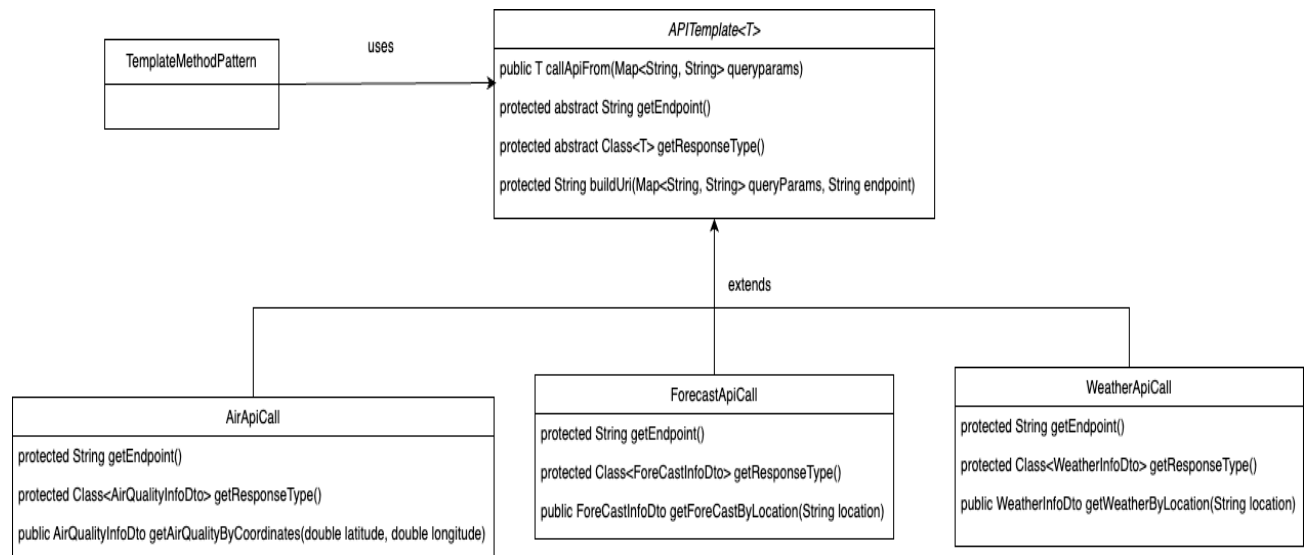 APITemplate<T>
public T callApiFrom(Map<String, String> queryparams)
protected abstract String getEndpoint()
protected abstract Class<T> getResponseType()
protected String buildUri(Map<String, String> queryParams, String endpoint)
TemplateMethodPattern
uses
extends
AirApiCall
protected String getEndpoint()
protected Class<AirQualityInfoDto> getResponseType()
public AirQualityInfoDto getAirQualityByCoordinates(double latitude, double longitude)
ForecastApiCall
protected String getEndpoint()
protected Class<ForeCastInfoDto> getResponseType()
public ForeCastInfoDto getForeCastByLocation(String location)
WeatherApiCall
protected String getEndpoint()
protected Class<WeatherInfoDto> getResponseType()
public WeatherInfoDto getWeatherByLocation(String location)